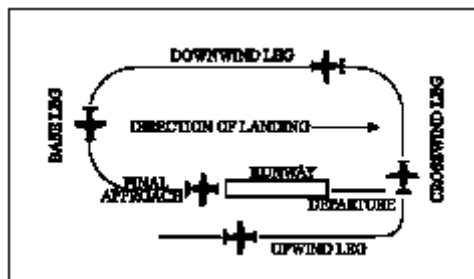 DOWNWIND LEG
BASE LEG
DIRECTION OF LANDING
CROSSWIND LEG
FINAL
APPROACH
RUNWAY
DEPARTURE
UPWIND LEG